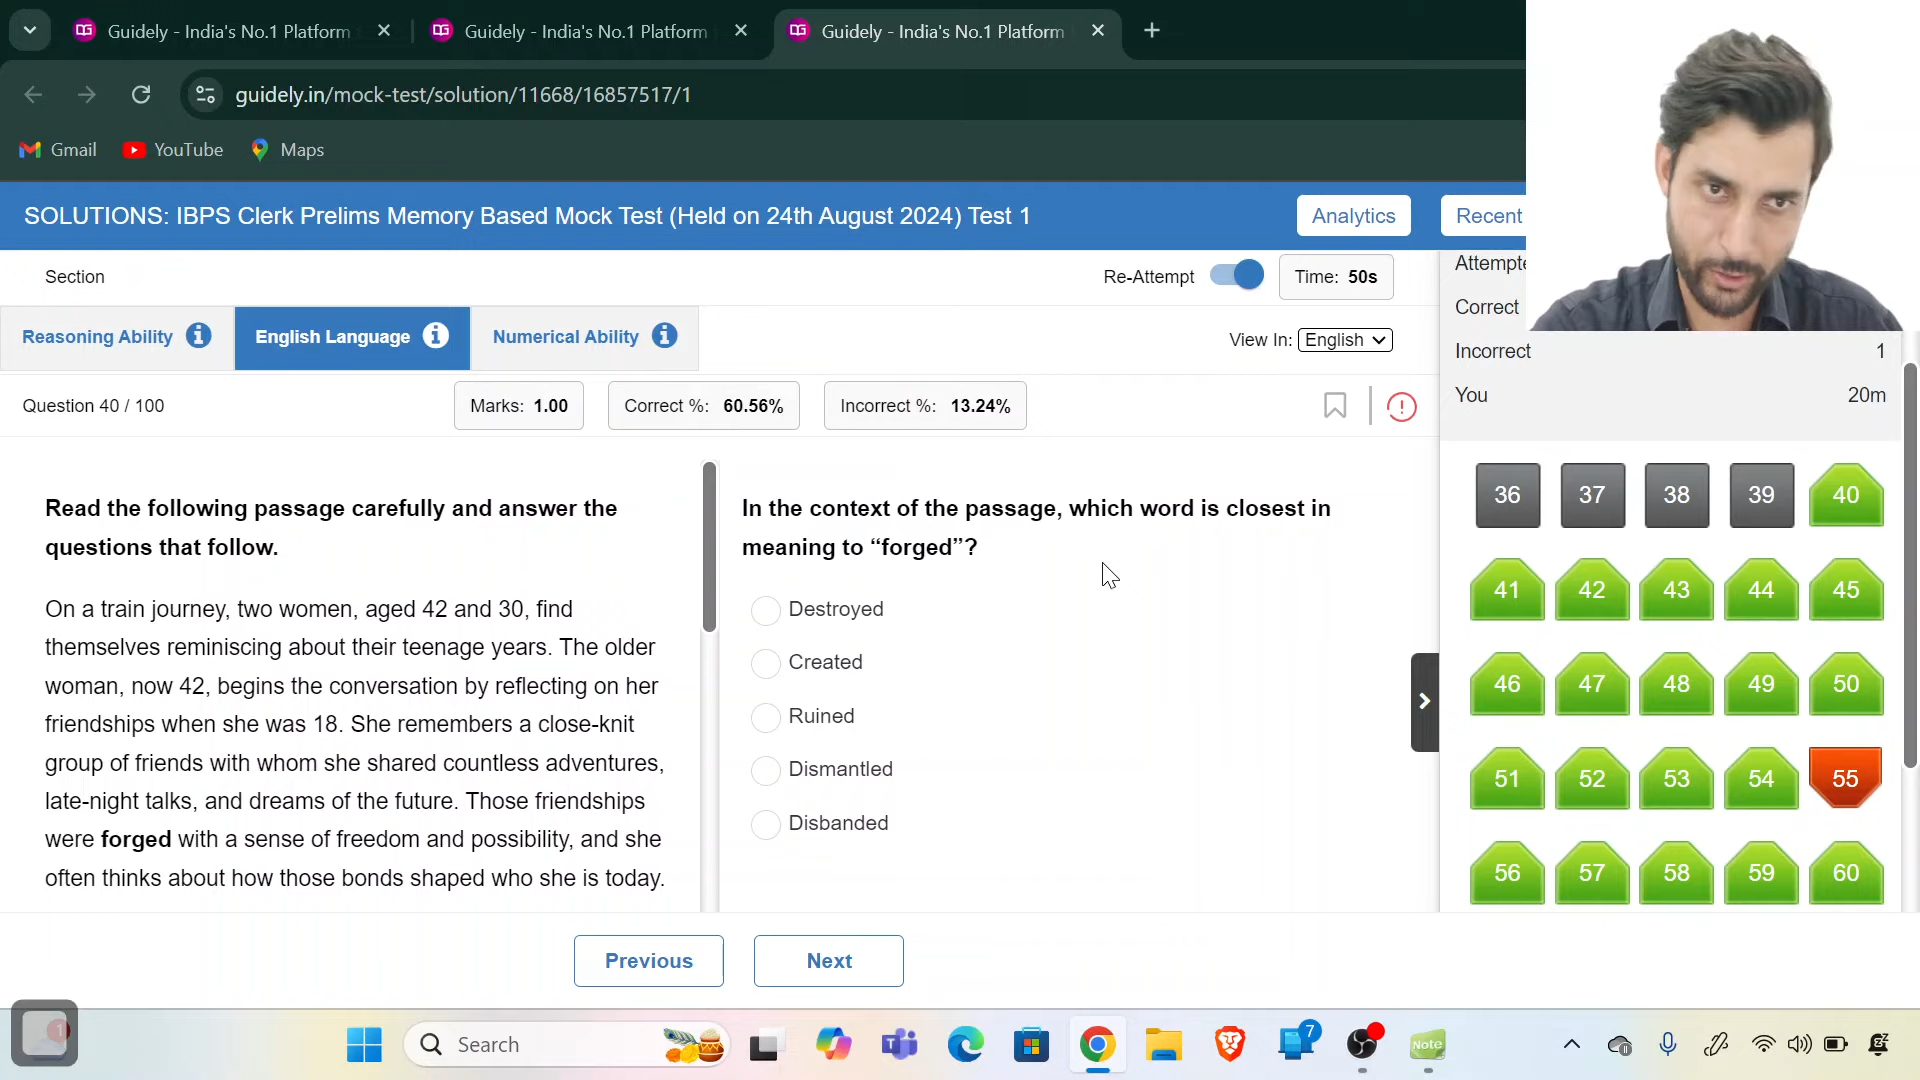 Guidely - India's No.1 Platform
Guidely - India's No.1 Platform
Guidely - India's No.1 Platform
guidely.in/mock-test/solution/11668/16857517/1
Gmail
YouTube
Maps
SOLUTIONS: IBPS Clerk Prelims Memory Based Mock Test (Held on 24th August 2024) Test 1
Analytics
Recent
Section
Re-Attempt
Time: 50s
Reasoning Ability
English Language
Numerical Ability
View In: English
Question 40 / 100
Marks: 1.00
Correct %: 60.56%
Incorrect %: 13.24%
Read the following passage carefully and answer the
questions that follow.
On a train journey, two women, aged 42 and 30, find
themselves reminiscing about their teenage years. The older
woman, now 42, begins the conversation by reflecting on her
friendships when she was 18. She remembers a close-knit
group of friends with whom she shared countless adventures,
late-night talks, and dreams of the future. Those friendships
were forged with a sense of freedom and possibility, and she
often thinks about how those bonds shaped who she is today.
In the context of the passage, which word is closest in
meaning to “forged”?
Destroyed
Created
Ruined
Dismantled
Disbanded
Attempte
Correct
Incorrect 1
You 20m
36 37 38 39 40
41 42 43 44 45
46 47 48 49 50
51 52 53 54 55
56 57 58 59 60
Previous
Next
1
Search
7
Note